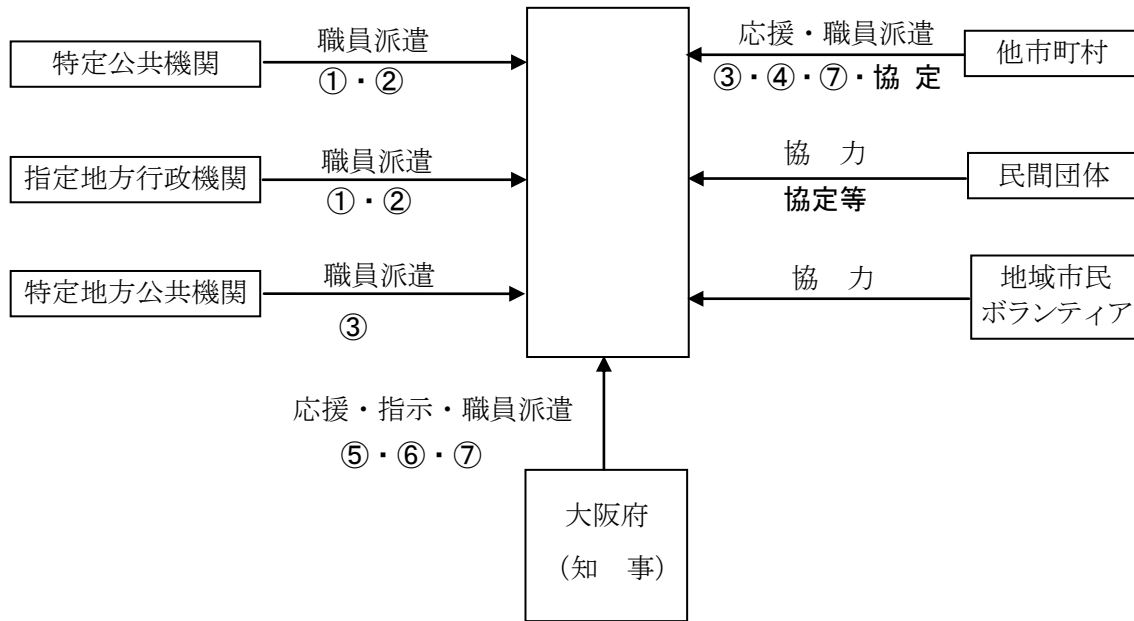 特定公共機関
職員派遣
①・②
指定地方行政機関
職員派遣
①・②
特定地方公共機関
職員派遣
③
応援・職員派遣
③・④・⑦・協 定
他市町村
協 力
協定等
民間団体
協 力
地域市民
ボランティア
応援・指示・職員派遣
⑤・⑥・⑦
大阪府
（知 事）